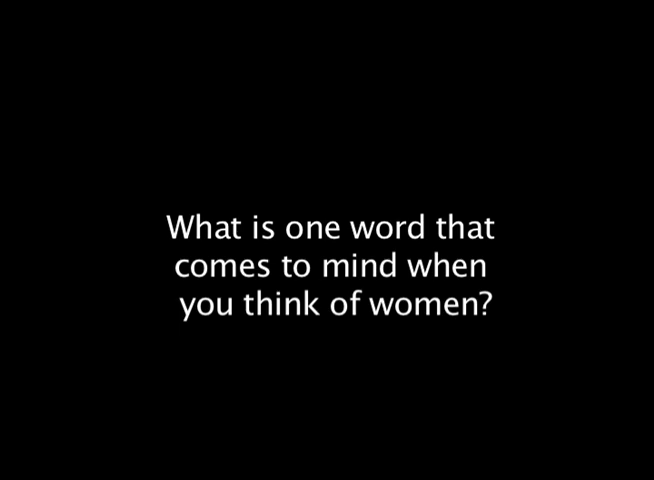 What is one word that
comes to mind when
you think of women?